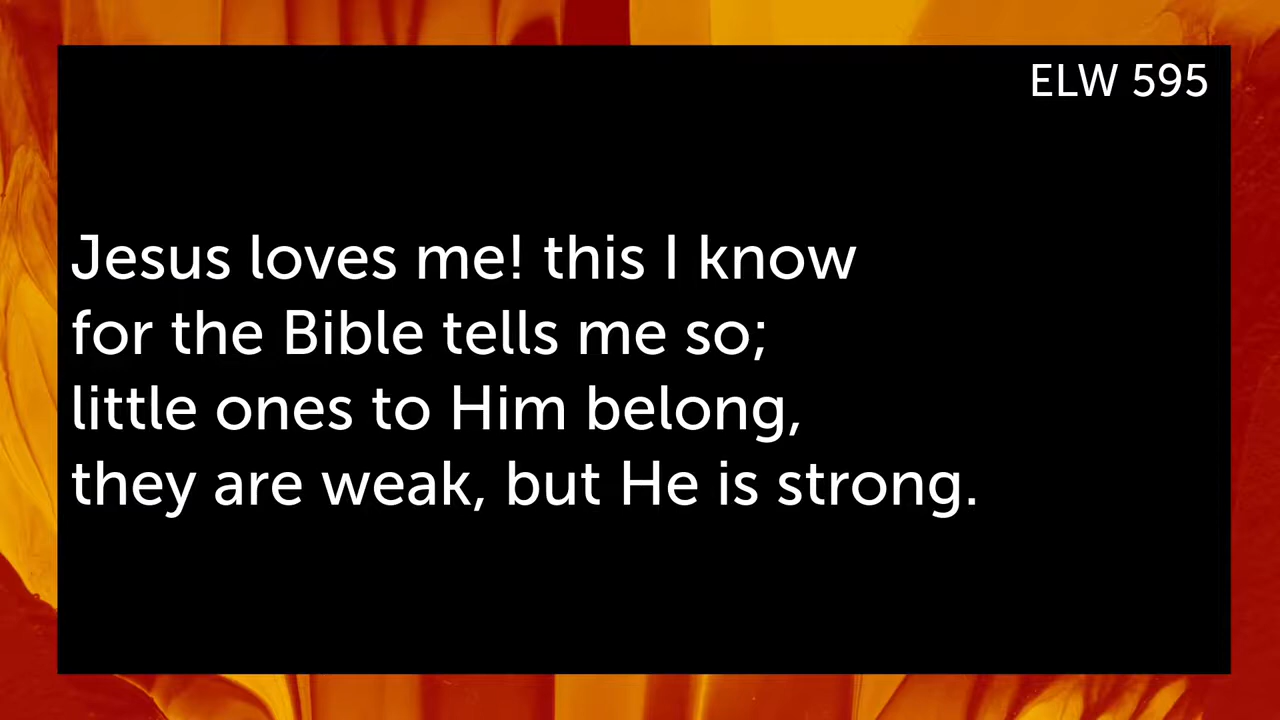 ELW 595
Jesus loves me! this I know
for the Bible tells me so;
little ones to Him belong,
they are weak, but He is strong.